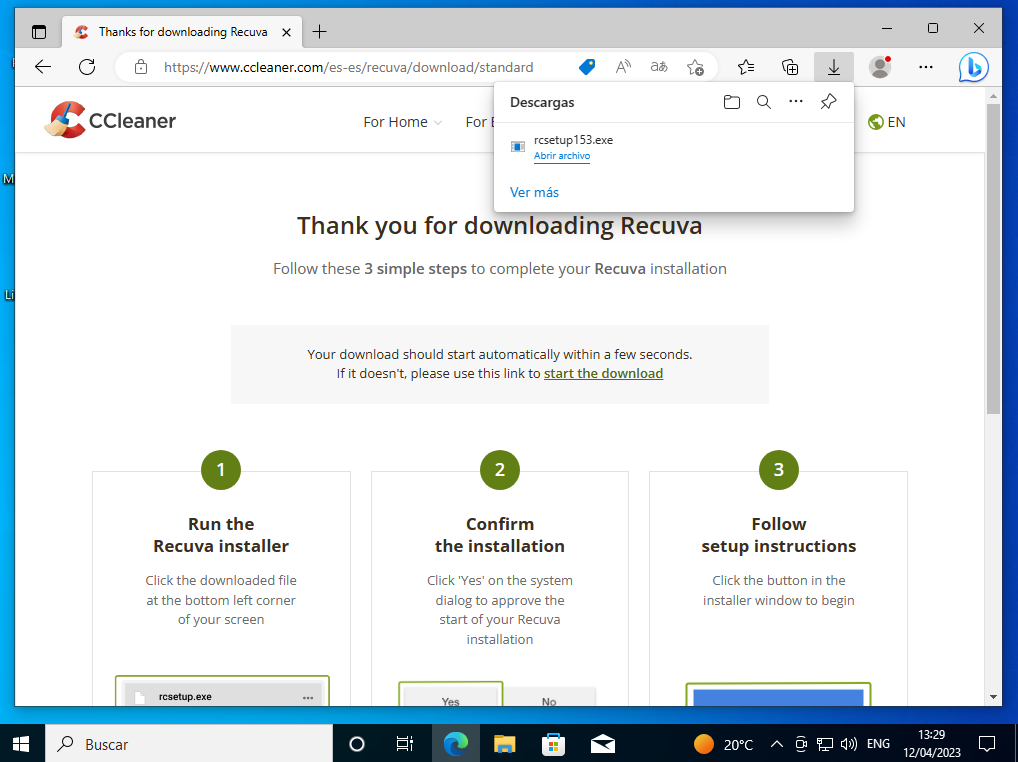 Thanks for downloading Recuva
https://www.ccleaner.com/es-es/recuva/download/standard
Descargas
rcsetup153.exe
Abrir archivo
Ver más
CCleaner
For Home
For E
EN
Thank you for downloading Recuva
Follow these 3 simple steps to complete your Recuva installation
Your download should start automatically within a few seconds.
If it doesn't, please use this link to start the download
1
Run the
Recuva installer
Click the downloaded file
at the bottom left corner
of your screen
rcsetup.exe
2
Confirm
the installation
Click 'Yes' on the system
dialog to approve the
start of your Recuva
installation
Yes
No
3
Follow
setup instructions
Click the button in the
installer window to begin
M
Li
Buscar
20°C
ENG
13:29
12/04/2023